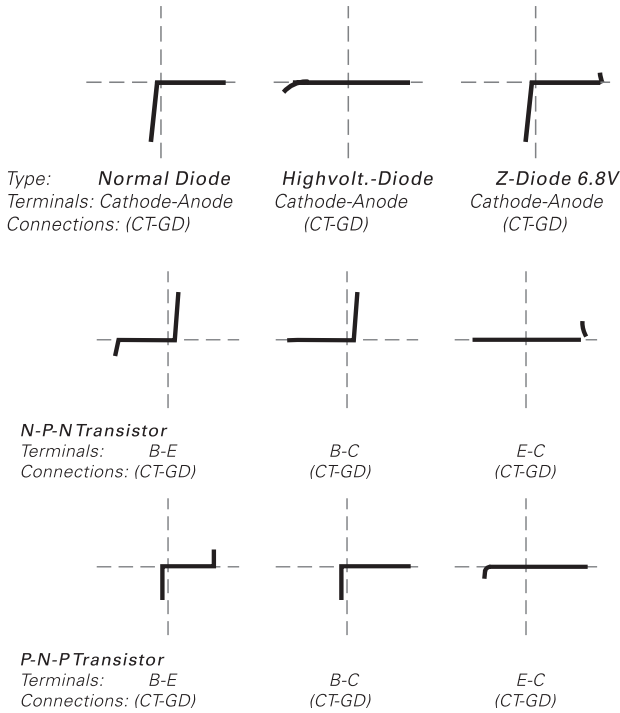 Type: Normal Diode Highvolt.-Diode Z-Diode 6.8V
Terminals: Cathode-Anode Cathode-Anode Cathode-Anode
Connections: (CT-GD) (CT-GD) (CT-GD)
N-P-N Transistor
Terminals: B-E B-C E-C
Connections: (CT-GD) (CT-GD) (CT-GD)
P-N-P Transistor
Terminals: B-E B-C E-C
Connections: (CT-GD) (CT-GD) (CT-GD)